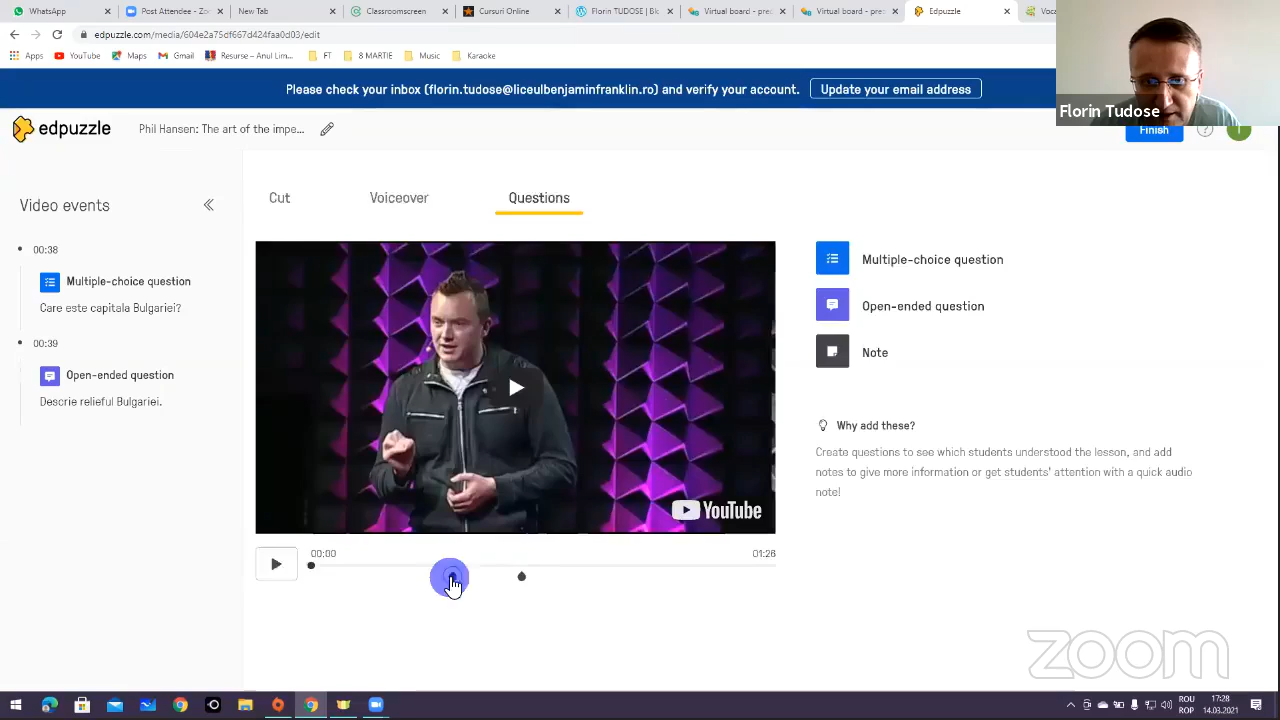 WhatsApp
Post Attendee - Zoo
New Tab
Classroomscreen
Cursuri Online
Florin TUDOSE | Blo
Virtual board - pres
Virtual board - pres
Edpuzzle
Voca
edpuzzle.com/media/604e2a75df667d424faa0d03/edit
Apps
YouTube
Maps
Gmail
Resurse – Anul Lim...
FT
8 MARTIE
Music
Karaoke
Please check your inbox (florin.tudose@liceulbenjaminfranklin.ro) and verify your account.
Update your email address
Florin Tudose
edpuzzle
Phil Hansen: The art of the impe...
Finish
?
Video events
Cut
Voiceover
Questions
00:38
Multiple-choice question
Care este capitala Bulgariei?
00:39
Open-ended question
Descrie relieful Bulgariei.
YouTube
00:00
01:26
Multiple-choice question
Open-ended question
Note
Why add these?
Create questions to see which students understood the lesson, and add
notes to give more information or get students' attention with a quick audio
note!
zoom
ROU
ROP
17:28
14.03.2021